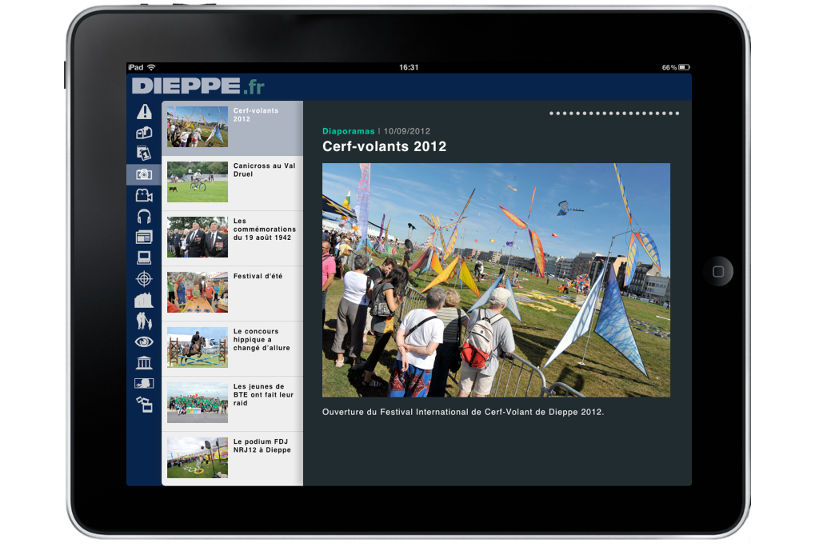 iPad 16:31 66 %
DIEPPE.fr
Cerf-volants
2012
Canicross au Val
Druel
Les
commémorations
du 19 août 1942
Festival d'été
Le concours
hippique a
changé d'allure
Les jeunes de
BTE ont fait leur
raid
Le podium FDJ
NRJ12 à Dieppe
Diaporamas | 10/09/2012
Cerf-volants 2012
Ouverture du Festival International de Cerf-Volant de Dieppe 2012.